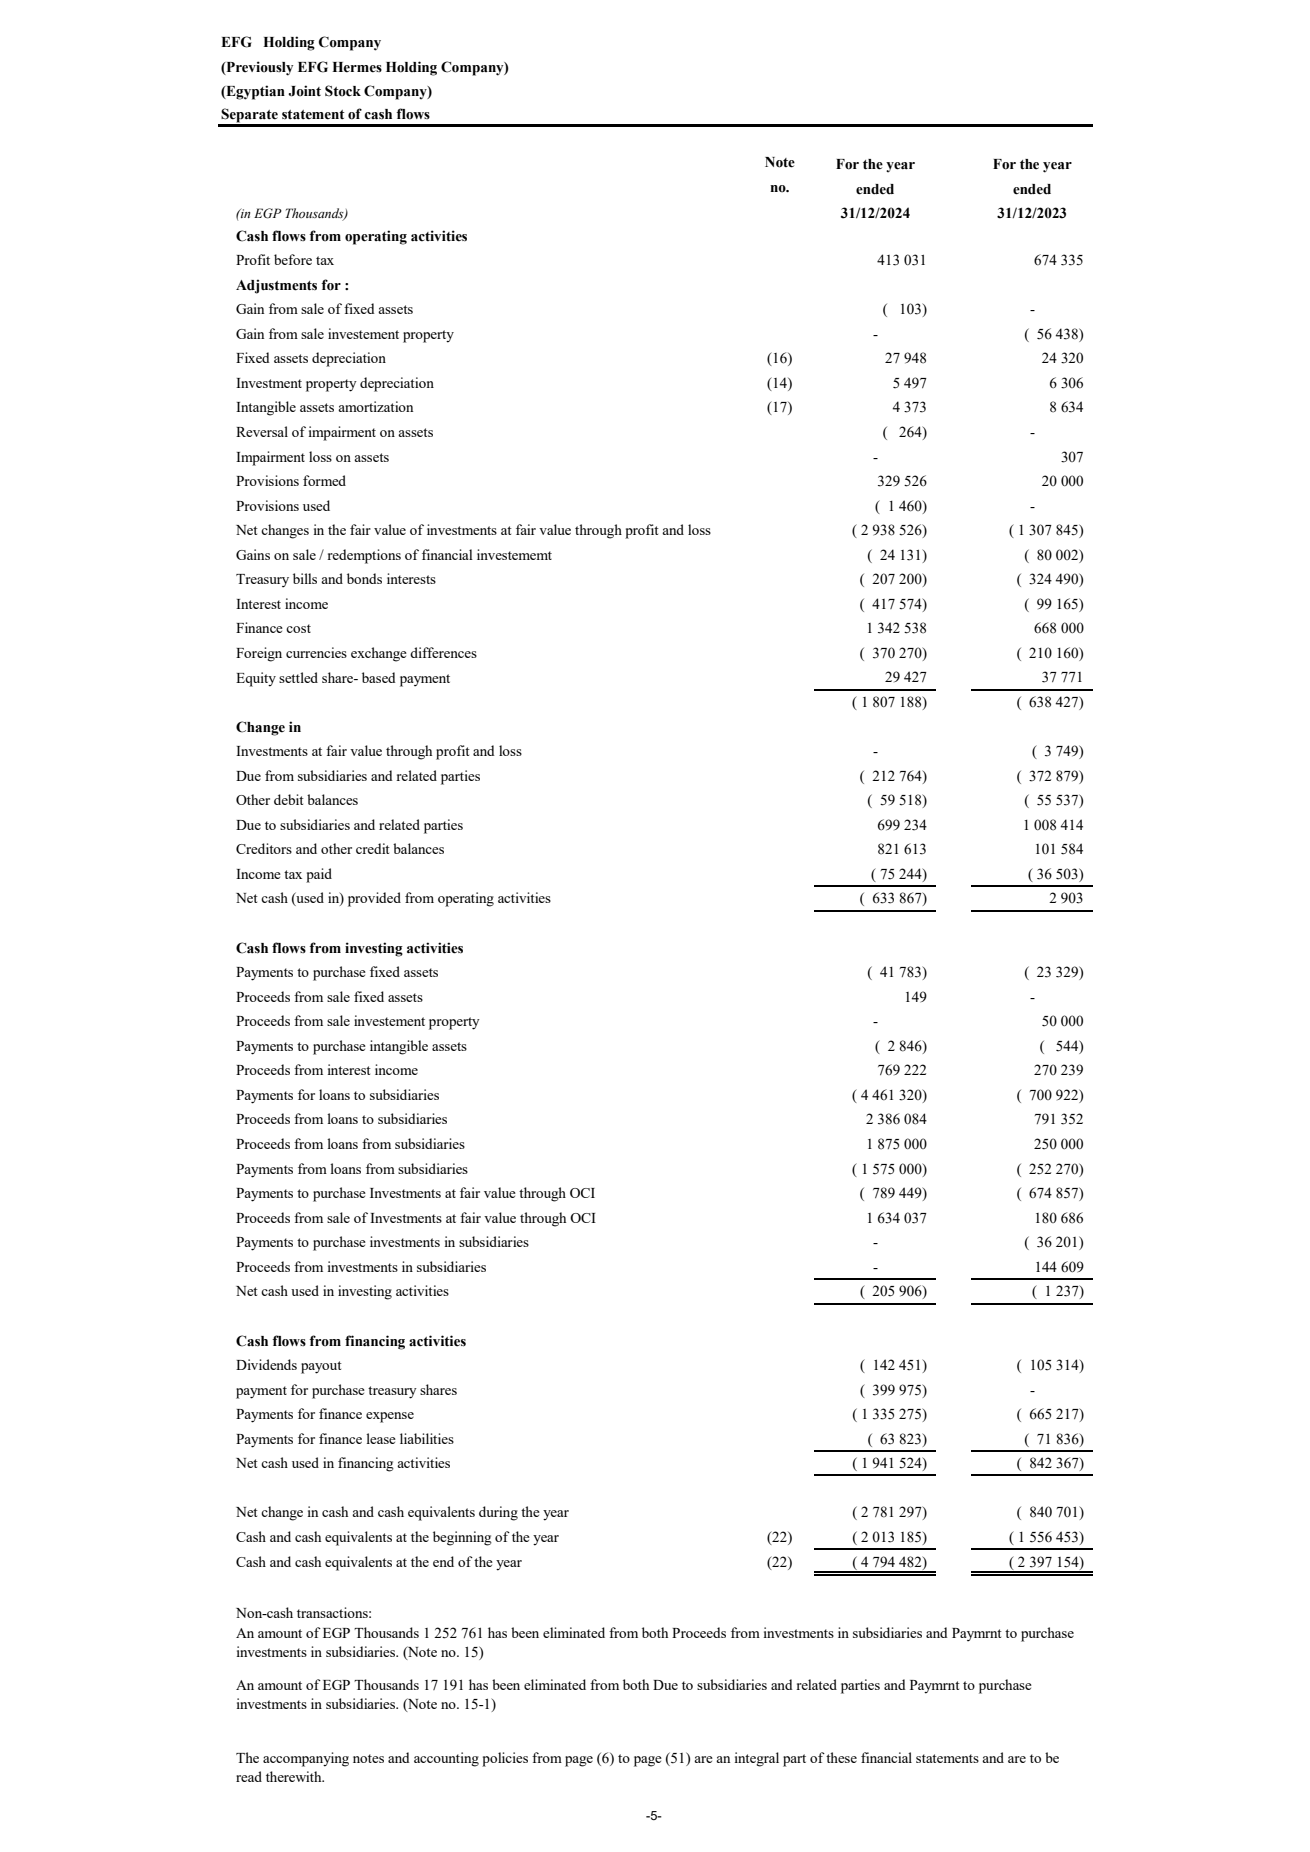 EFG Holding Company
(Previously EFG Hermes Holding Company)
(Egyptian Joint Stock Company)
Separate statement of cash flows
Note For the year For the year
no. ended ended
(in EGP Thousands) 31/12/2024 31/12/2023
Cash flows from operating activities
Profit before tax 413 031 674 335
Adjustments for :
Gain from sale of fixed assets ( 103) -
Gain from sale investement property - ( 56 438)
Fixed assets depreciation (16) 27 948 24 320
Investment property depreciation (14) 5 497 6 306
Intangible assets amortization (17) 4 373 8 634
Reversal of impairment on assets ( 264) -
Impairment loss on assets - 307
Provisions formed 329 526 20 000
Provisions used ( 1 460) -
Net changes in the fair value of investments at fair value through profit and loss ( 2 938 526) ( 1 307 845)
Gains on sale / redemptions of financial investememt ( 24 131) ( 80 002)
Treasury bills and bonds interests ( 207 200) ( 324 490)
Interest income ( 417 574) ( 99 165)
Finance cost 1 342 538 668 000
Foreign currencies exchange differences ( 370 270) ( 210 160)
Equity settled share- based payment 29 427 37 771
( 1 807 188) ( 638 427)
Change in
Investments at fair value through profit and loss - ( 3 749)
Due from subsidiaries and related parties ( 212 764) ( 372 879)
Other debit balances ( 59 518) ( 55 537)
Due to subsidiaries and related parties 699 234 1 008 414
Creditors and other credit balances 821 613 101 584
Income tax paid ( 75 244) ( 36 503)
Net cash (used in) provided from operating activities ( 633 867) 2 903
Cash flows from investing activities
Payments to purchase fixed assets ( 41 783) ( 23 329)
Proceeds from sale fixed assets 149 -
Proceeds from sale investement property - 50 000
Payments to purchase intangible assets ( 2 846) ( 544)
Proceeds from interest income 769 222 270 239
Payments for loans to subsidiaries ( 4 461 320) ( 700 922)
Proceeds from loans to subsidiaries 2 386 084 791 352
Proceeds from loans from subsidiaries 1 875 000 250 000
Payments from loans from subsidiaries ( 1 575 000) ( 252 270)
Payments to purchase Investments at fair value through OCI ( 789 449) ( 674 857)
Proceeds from sale of Investments at fair value through OCI 1 634 037 180 686
Payments to purchase investments in subsidiaries - ( 36 201)
Proceeds from investments in subsidiaries - 144 609
Net cash used in investing activities ( 205 906) ( 1 237)
Cash flows from financing activities
Dividends payout ( 142 451) ( 105 314)
payment for purchase treasury shares ( 399 975) -
Payments for finance expense ( 1 335 275) ( 665 217)
Payments for finance lease liabilities ( 63 823) ( 71 836)
Net cash used in financing activities ( 1 941 524) ( 842 367)
Net change in cash and cash equivalents during the year ( 2 781 297) ( 840 701)
Cash and cash equivalents at the beginning of the year (22) ( 2 013 185) ( 1 556 453)
Cash and cash equivalents at the end of the year (22) ( 4 794 482) ( 2 397 154)
Non-cash transactions:
An amount of EGP Thousands 1 252 761 has been eliminated from both Proceeds from investments in subsidiaries and Paymrnt to purchase
investments in subsidiaries. (Note no. 15)
An amount of EGP Thousands 17 191 has been eliminated from both Due to subsidiaries and related parties and Paymrnt to purchase
investments in subsidiaries. (Note no. 15-1)
The accompanying notes and accounting policies from page (6) to page (51) are an integral part of these financial statements and are to be
read therewith.
-5-